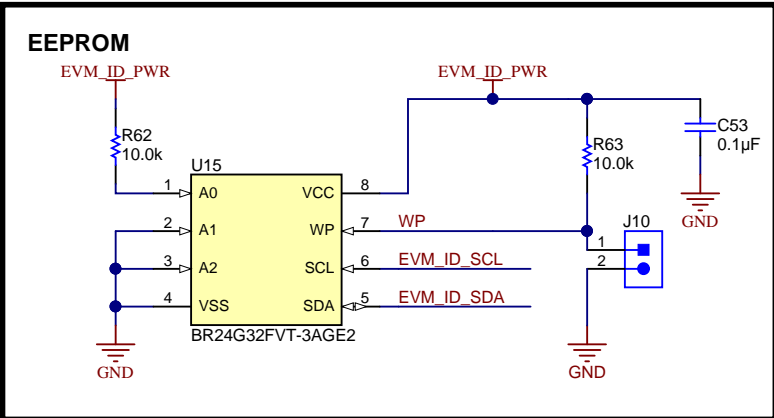 EEPROM
EVM_ID_PWR
EVM_ID_PWR
R62
10.0k
R63
10.0k
C53
0.1µF
U15
1 A0 VCC 8
2 A1 WP 7 WP
3 A2 SCL 6 EVM_ID_SCL
4 VSS SDA 5 EVM_ID_SDA
BR24G32FVT-3AGE2
J10
1
2
GND
GND
GND